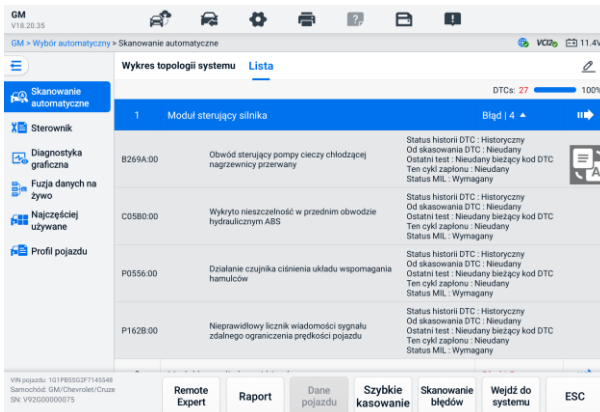 GM
V18.20.35
GM > Wybór automatyczny > Skanowanie automatyczne
VCI
11.4V
Wykres topologii systemu Lista
DTCs: 27 100%
Skanowanie
automatyczne
Sterownik
Diagnostyka
graficzna
Fuzja danych na
żywo
Najczęściej
używane
Profil pojazdu
1 Moduł sterujący silnika Błąd | 4
B269A:00
Obwód sterujący pompy cieczy chłodzącej
nagrzewnicy przerwany
Status historii DTC : Historyczny
Od skasowania DTC : Nieudany
Ostatni test : Nieudany bieżący kod DTC
Ten cykl zapłonu : Nieudany
Status MIL : Wymagany
C05B0:00
Wykryto nieszczelność w przednim obwodzie
hydraulicznym ABS
Status historii DTC : Historyczny
Od skasowania DTC : Nieudany
Ostatni test : Nieudany bieżący kod DTC
Ten cykl zapłonu : Nieudany
Status MIL : Wymagany
P0556:00
Działanie czujnika ciśnienia układu wspomagania
hamulców
Status historii DTC : Historyczny
Od skasowania DTC : Nieudany
Ostatni test : Nieudany bieżący kod DTC
Ten cykl zapłonu : Nieudany
Status MIL : Wymagany
P162B:00
Nieprawidłowy licznik wiadomości sygnału
zdalnego ograniczenia prędkości pojazdu
Status historii DTC : Historyczny
Od skasowania DTC : Nieudany
Ostatni test : Nieudany bieżący kod DTC
Ten cykl zapłonu : Nieudany
Status MIL : Wymagany
VIN pojazdu:
Samochód: GM/Chevrolet/Cruze
SN: V92G00000075
Remote
Expert
Raport
Dane
pojazdu
Szybkie
kasowanie
Skanowanie
błędów
Wejdź do
systemu
ESC